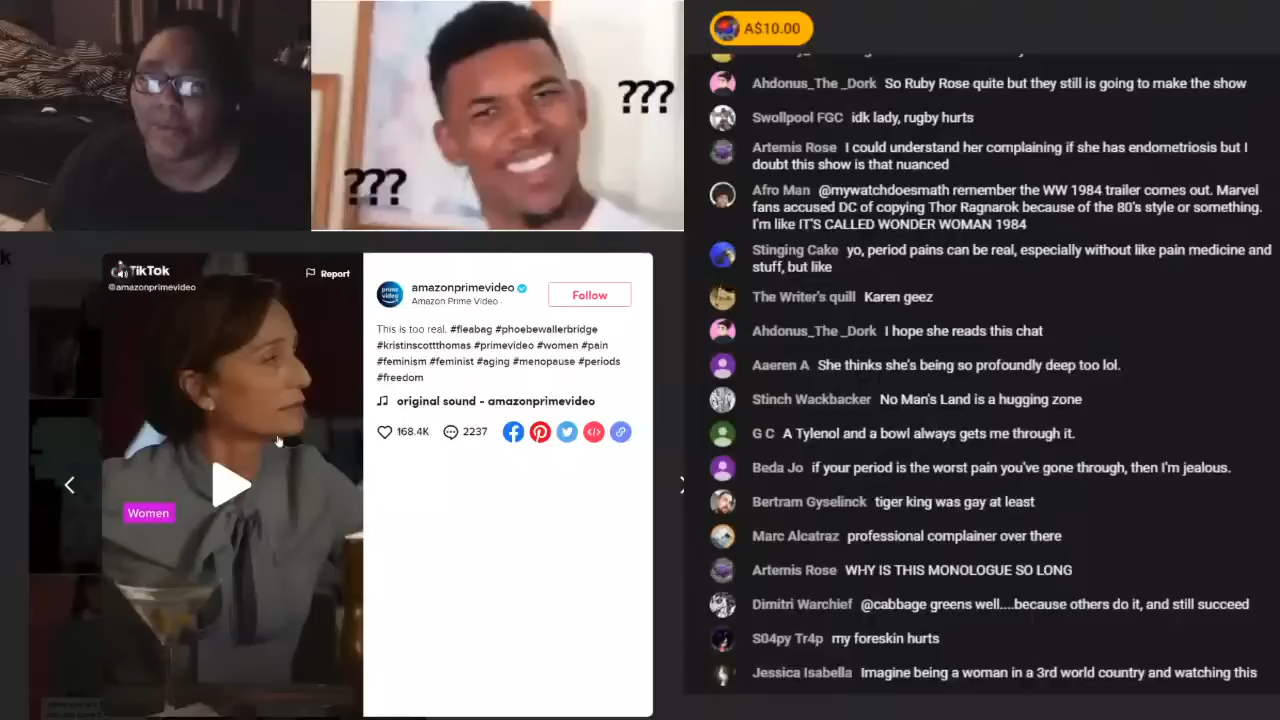 ???
???
k
TikTok
@amazonprimevideo
Report
Women
prime video
amazonprimevideo
Amazon Prime Video ·
Follow
This is too real. #fleabag #phoebewallerbridge
#kristinscottthomas #primevideo #women #pain
#feminism #feminist #aging #menopause #periods
#freedom
original sound - amazonprimevideo
168.4K
2237
A$10.00
Ahdonus_The _Dork So Ruby Rose quite but they still is going to make the show
Swollpool FGC idk lady, rugby hurts
Artemis Rose I could understand her complaining if she has endometriosis but I
doubt this show is that nuanced
Afro Man @mywatchdoesmath remember the WW 1984 trailer comes out. Marvel
fans accused DC of copying Thor Ragnarok because of the 80's style or something.
I'm like IT'S CALLED WONDER WOMAN 1984
Stinging Cake yo, period pains can be real, especially without like pain medicine and
stuff, but like
The Writer's quill Karen geez
Ahdonus_The _Dork I hope she reads this chat
Aaeren A She thinks she's being so profoundly deep too lol.
Stinch Wackbacker No Man's Land is a hugging zone
G C A Tylenol and a bowl always gets me through it.
Beda Jo if your period is the worst pain you've gone through, then I'm jealous.
Bertram Gyselinck tiger king was gay at least
Marc Alcatraz professional complainer over there
Artemis Rose WHY IS THIS MONOLOGUE SO LONG
Dimitri Warchief @cabbage greens well....because others do it, and still succeed
S04py Tr4p my foreskin hurts
Jessica Isabella Imagine being a woman in a 3rd world country and watching this